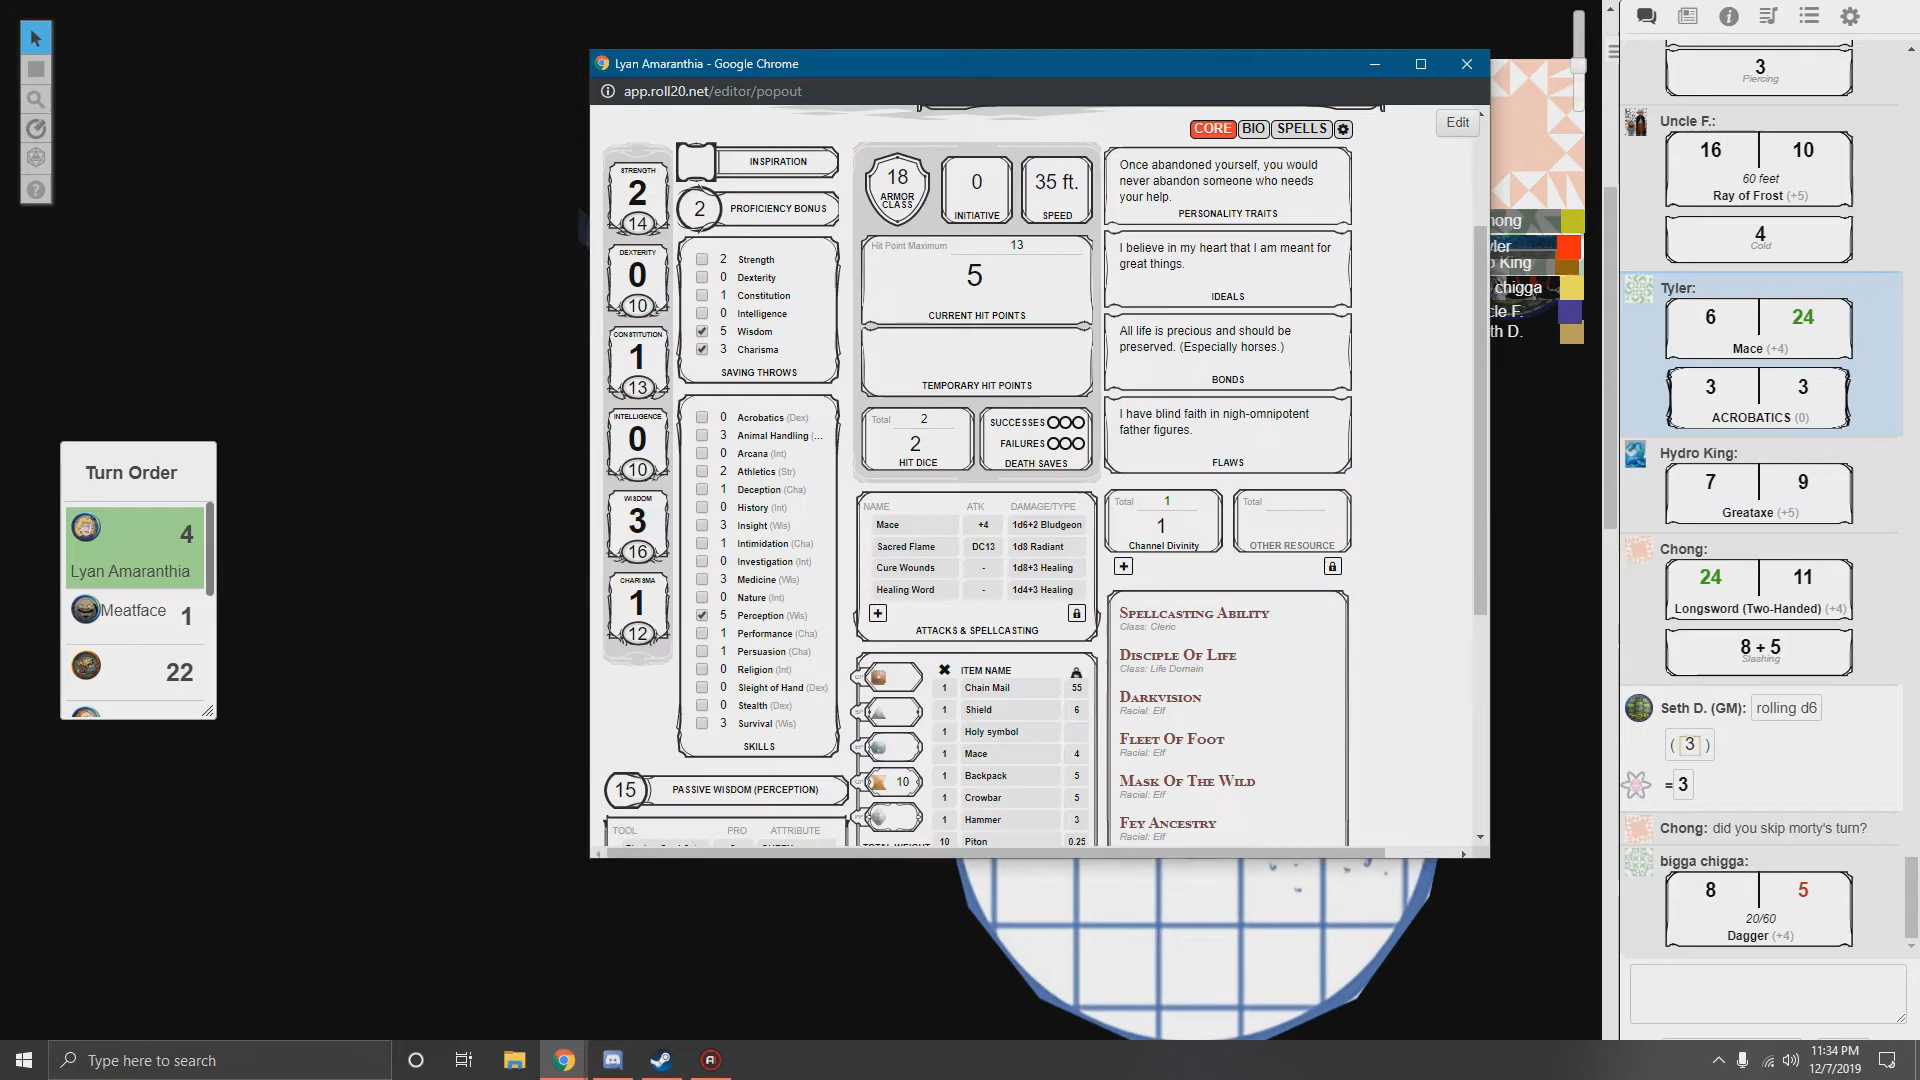 Lyan Amaranthia - Google Chrome
app.roll20.net/editor/popout
CORE BIO SPELLS
Edit
STRENGTH
2
14
DEXTERITY
0
10
CONSTITUTION
1
13
INTELLIGENCE
0
10
WISDOM
3
16
CHARISMA
1
12
INSPIRATION
2 PROFICIENCY BONUS
2 Strength
0 Dexterity
1 Constitution
0 Intelligence
5 Wisdom
3 Charisma
SAVING THROWS
0 Acrobatics (Dex)
3 Animal Handling (...
0 Arcana (Int)
2 Athletics (Str)
1 Deception (Cha)
0 History (Int)
3 Insight (Wis)
1 Intimidation (Cha)
0 Investigation (Int)
3 Medicine (Wis)
0 Nature (Int)
5 Perception (Wis)
1 Performance (Cha)
1 Persuasion (Cha)
0 Religion (Int)
0 Sleight of Hand (Dex)
0 Stealth (Dex)
3 Survival (Wis)
SKILLS
15 PASSIVE WISDOM (PERCEPTION)
TOOL PRO ATTRIBUTE
18
ARMOR
CLASS
0
INITIATIVE
35 ft.
SPEED
Hit Point Maximum 13
5
CURRENT HIT POINTS
TEMPORARY HIT POINTS
Total 2
2
HIT DICE
SUCCESSES
FAILURES
DEATH SAVES
NAME ATK DAMAGE/TYPE
Mace +4 1d6+2 Bludgeon
Sacred Flame DC13 1d8 Radiant
Cure Wounds - 1d8+3 Healing
Healing Word - 1d4+3 Healing
ATTACKS & SPELLCASTING
10
ITEM NAME
1 Chain Mail 55
1 Shield 6
1 Holy symbol
1 Mace 4
1 Backpack 5
1 Crowbar 5
1 Hammer 3
10 Piton 0.25
TOTAL WEIGHT
Once abandoned yourself, you would
never abandon someone who needs
your help.
PERSONALITY TRAITS
I believe in my heart that I am meant for
great things.
IDEALS
All life is precious and should be
preserved. (Especially horses.)
BONDS
I have blind faith in nigh-omnipotent
father figures.
FLAWS
Total 1
1
Channel Divinity
Total
OTHER RESOURCE
Spellcasting Ability
Class: Cleric
Disciple Of Life
Class: Life Domain
Darkvision
Racial: Elf
Fleet Of Foot
Racial: Elf
Mask Of The Wild
Racial: Elf
Fey Ancestry
Racial: Elf
Turn Order
4
Lyan Amaranthia
Meatface 1
22
King
chigga
3
Piercing
Uncle F.:
16 10
60 feet
Ray of Frost (+5)
4
Cold
Tyler:
6 24
Mace (+4)
3 3
ACROBATICS (0)
Hydro King:
7 9
Greataxe (+5)
Chong:
24 11
Longsword (Two-Handed) (+4)
8 + 5
Slashing
Seth D. (GM): rolling d6
( 3 )
= 3
Chong: did you skip morty's turn?
bigga chigga:
8 5
20/60
Dagger (+4)
Type here to search
11:34 PM
12/7/2019